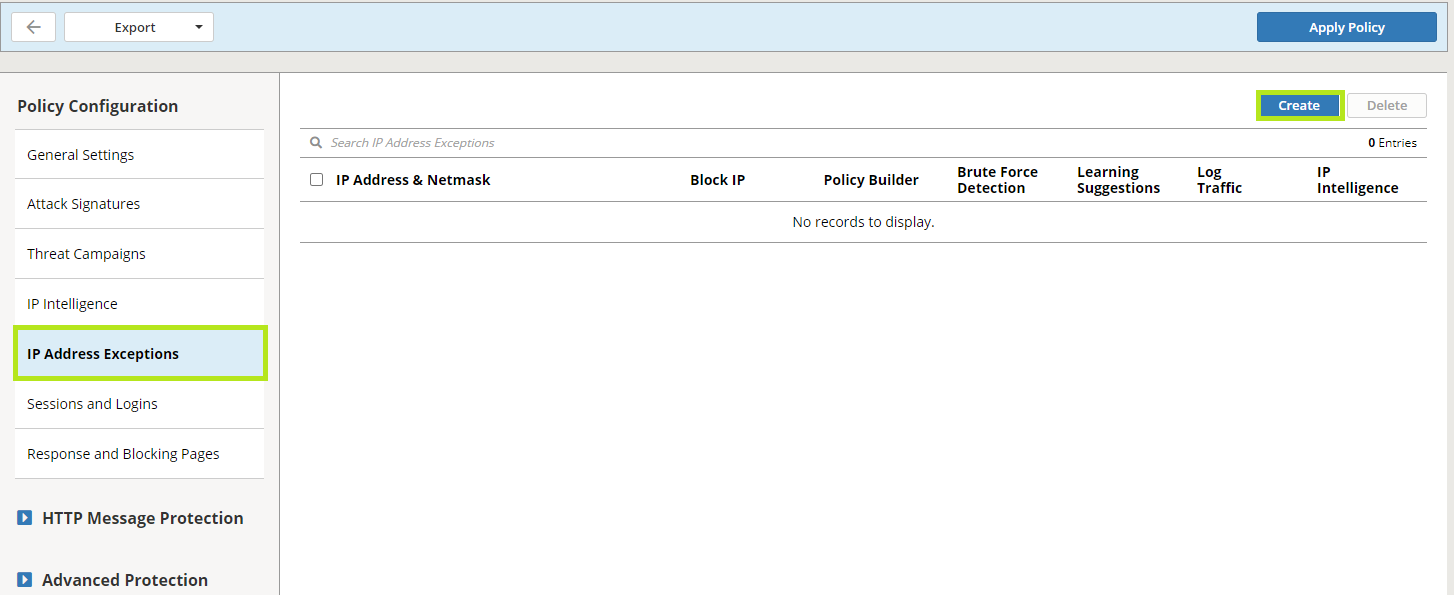 Export
Apply Policy
Policy Configuration
General Settings
Attack Signatures
Threat Campaigns
IP Intelligence
IP Address Exceptions
Sessions and Logins
Response and Blocking Pages
HTTP Message Protection
Advanced Protection
Create
Delete
Search IP Address Exceptions
0 Entries
IP Address & Netmask
Block IP
Policy Builder
Brute Force
Detection
Learning
Suggestions
Log
Traffic
IP
Intelligence
No records to display.